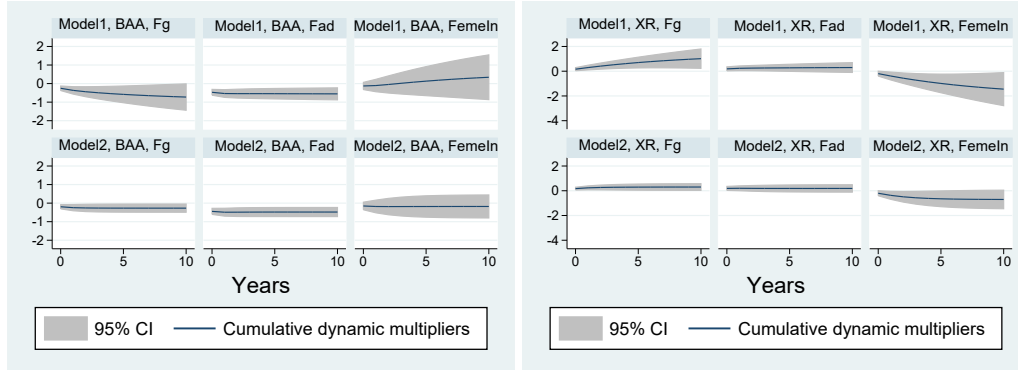 Model1, BAA, Fg Model1, BAA, Fad Model1, BAA, FemeIn
2
1
0
-1
-2
Model2, BAA, Fg Model2, BAA, Fad Model2, BAA, FemeIn
2
1
0
-1
-2
0 5 10 0 5 10 0 5 10
Years
95% CI Cumulative dynamic multipliers
Model1, XR, Fg Model1, XR, Fad Model1, XR, FemeIn
2
0
-2
-4
Model2, XR, Fg Model2, XR, Fad Model2, XR, FemeIn
2
0
-2
-4
0 5 10 0 5 10 0 5 10
Years
95% CI Cumulative dynamic multipliers